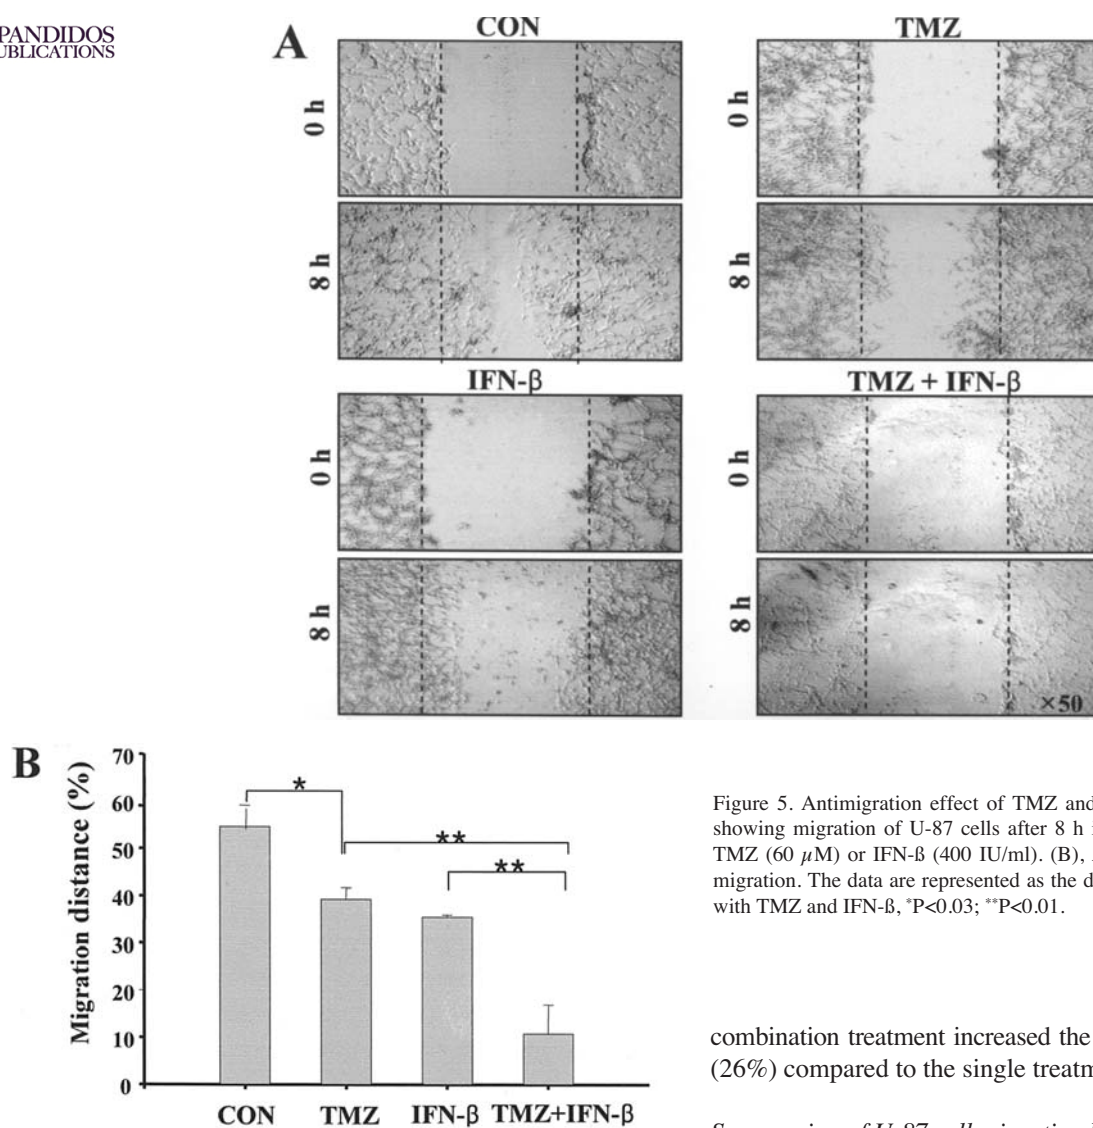 PANDIDOS
UBLICATIONS
A
CON
TMZ
0 h
0 h
8 h
8 h
IFN-β
TMZ + IFN-β
0 h
0 h
8 h
8 h
×50
B
Migration distance (%)
70
60
50
40
30
20
10
0
*
**
**
CON
TMZ
IFN-β
TMZ+IFN-β
Figure 5. Antimigration effect of TMZ and
showing migration of U-87 cells after 8 h
TMZ (60 μM) or IFN-ß (400 IU/ml). (B),
migration. The data are represented as the d
with TMZ and IFN-ß, *P<0.03; **P<0.01.
combination treatment increased the
(26%) compared to the single treatm